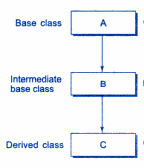 Base class A
Intermediate
base class B
Derived class C